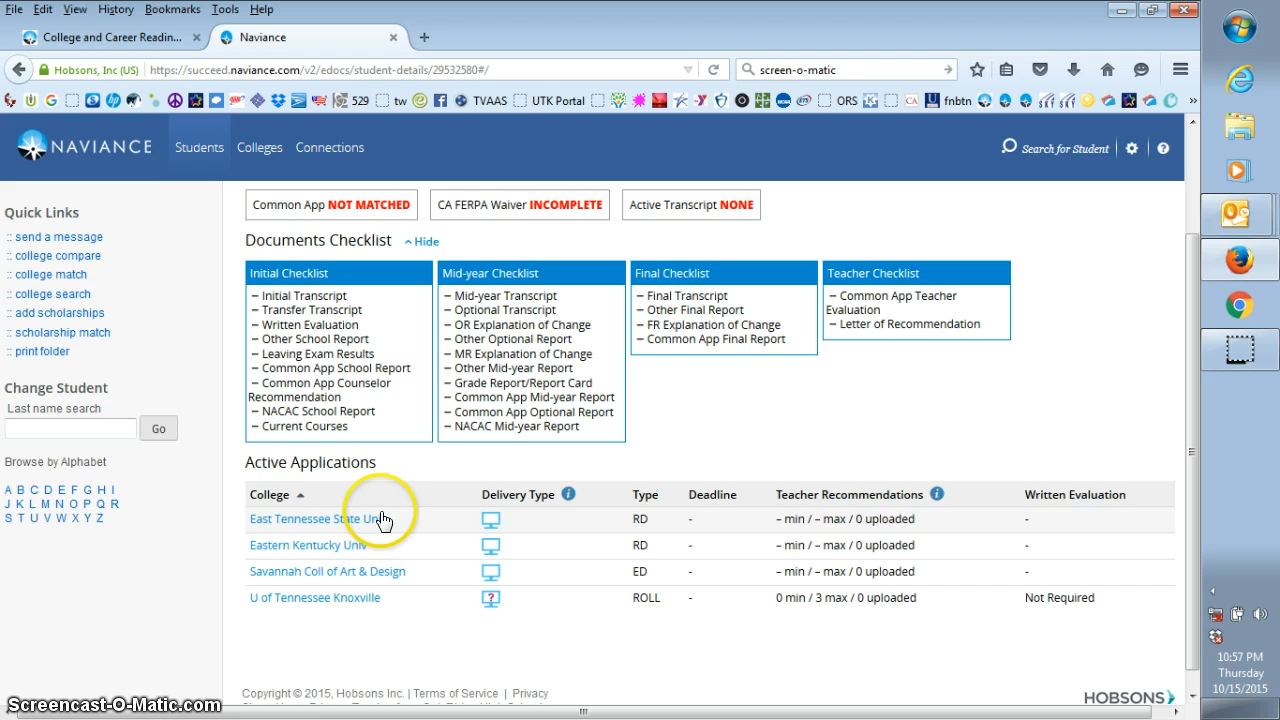 File Edit View History Bookmarks Tools Help
College and Career Readin... Naviance
Hobsons, Inc (US) https://succeed.naviance.com/v2/edocs/student-details/29532580#/ screen-o-matic
529 tw TVAAS UTK Portal ORS CA fnbtn
NAVIANCE Students Colleges Connections Search for Student
Quick Links
:: send a message
:: college compare
:: college match
:: college search
:: add scholarships
:: scholarship match
:: print folder
Change Student
Last name search
Go
Browse by Alphabet
A B C D E F G H I
J K L M N O P Q R
S T U V W X Y Z
Common App NOT MATCHED CA FERPA Waiver INCOMPLETE Active Transcript NONE
Documents Checklist Hide
Initial Checklist
– Initial Transcript
– Transfer Transcript
– Written Evaluation
– Other School Report
– Leaving Exam Results
– Common App School Report
– Common App Counselor
Recommendation
– NACAC School Report
– Current Courses
Mid-year Checklist
– Mid-year Transcript
– Optional Transcript
– OR Explanation of Change
– Other Optional Report
– MR Explanation of Change
– Other Mid-year Report
– Grade Report/Report Card
– Common App Mid-year Report
– Common App Optional Report
– NACAC Mid-year Report
Final Checklist
– Final Transcript
– Other Final Report
– FR Explanation of Change
– Common App Final Report
Teacher Checklist
– Common App Teacher
Evaluation
– Letter of Recommendation
Active Applications
College Delivery Type Type Deadline Teacher Recommendations Written Evaluation
East Tennessee State Un RD - – min / – max / 0 uploaded -
Eastern Kentucky Univ RD - – min / – max / 0 uploaded -
Savannah Coll of Art & Design ED - – min / – max / 0 uploaded -
U of Tennessee Knoxville ? ROLL - 0 min / 3 max / 0 uploaded Not Required
Copyright © 2015, Hobsons Inc. | Terms of Service | Privacy
HOBSONS
Screencast-O-Matic.com
10:57 PM
Thursday
10/15/2015